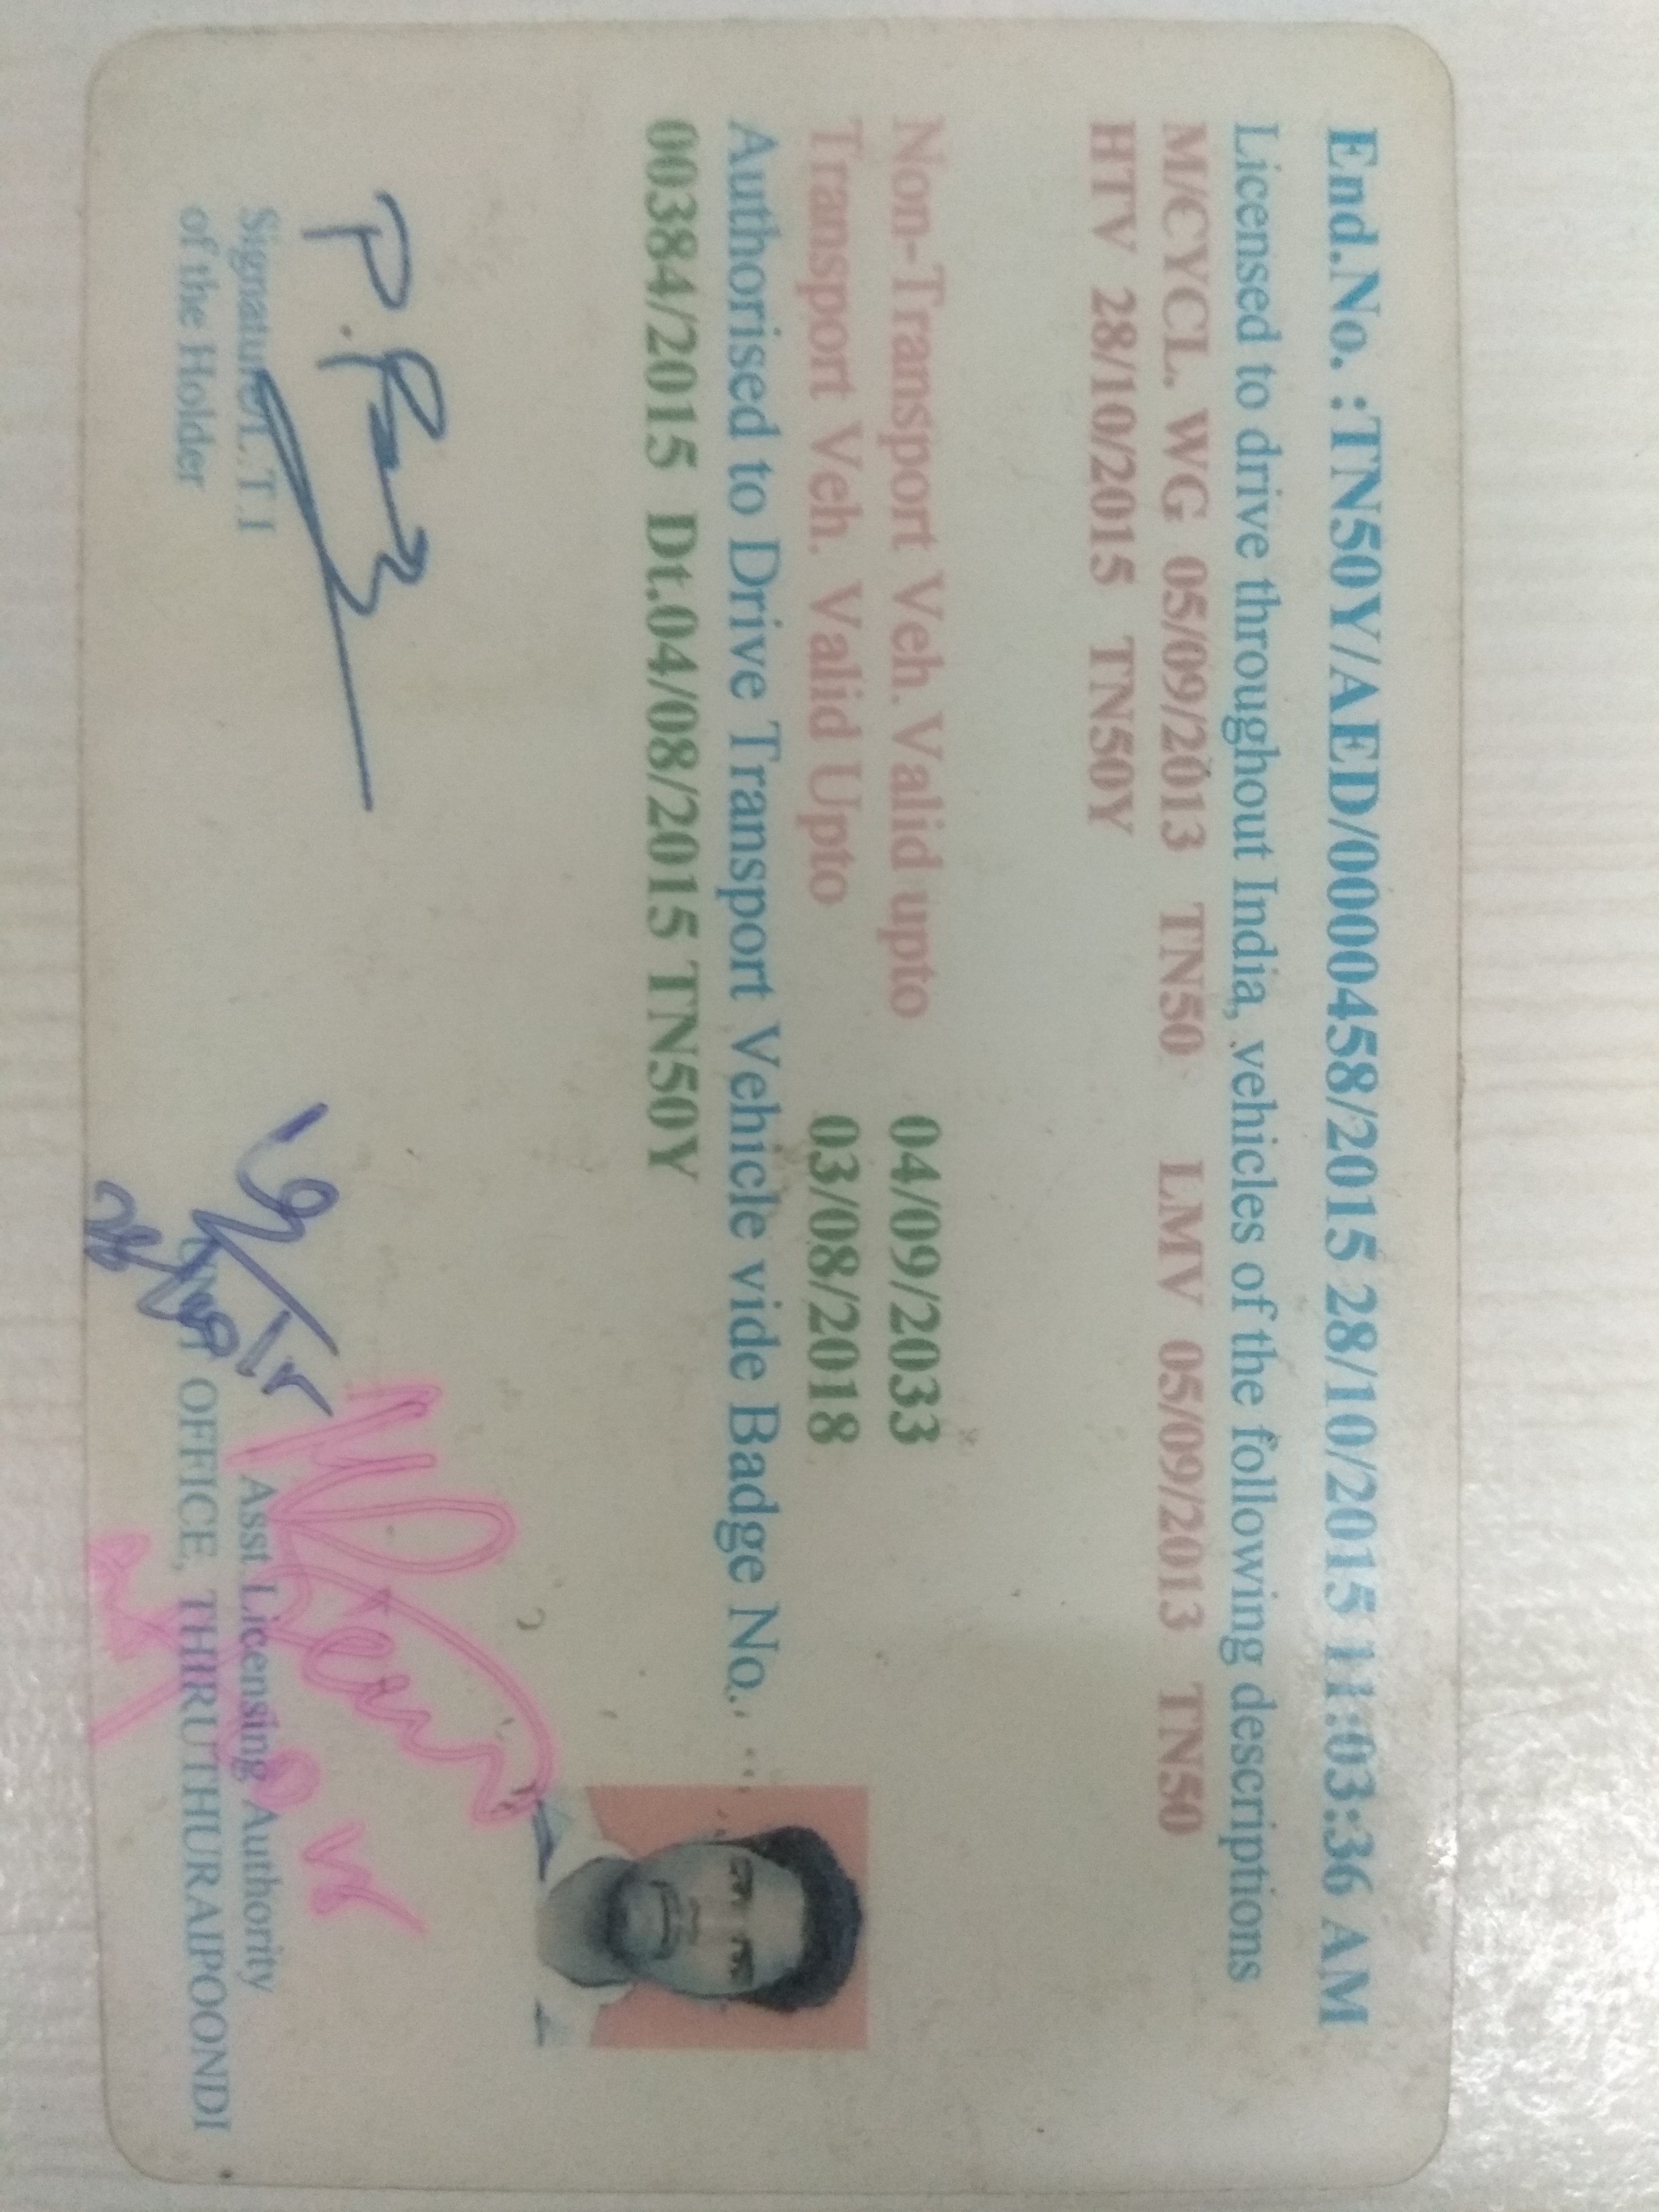 End.No. :TN50Y/AED/0000458/2015 28/10/2015 11:03:36 AM
Licensed to drive throughout India, vehicles of the following descriptions
M/CYCL. WG 05/09/2013 TN50 LMV 05/09/2013 TN50
HTV 28/10/2015 TN50Y
Non-Transport Veh. Valid upto 04/09/2033
Transport Veh. Valid Upto 03/08/2018
Authorised to Drive Transport Vehicle vide Badge No.
00384/2015 Dt.04/08/2015 TN50Y
Signature/L.T.I
of the Holder
Asst Licensing Authority
UNIT OFFICE, THIRUTHURAIPOONDI